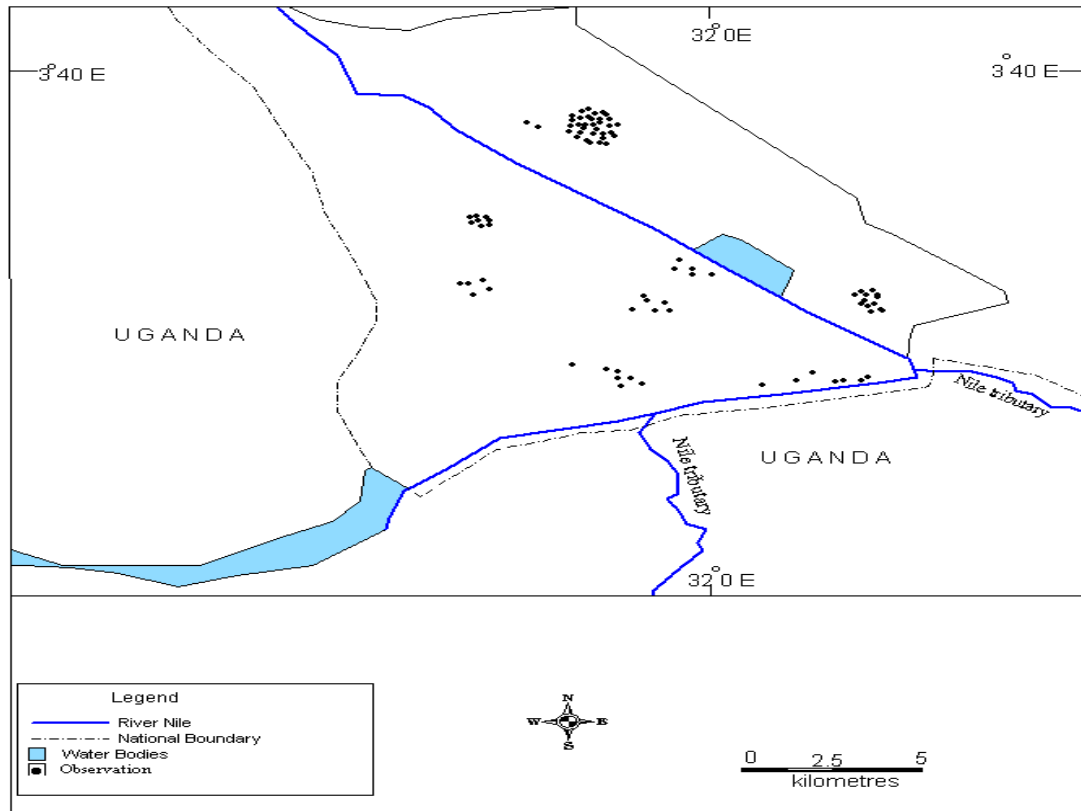 32°0E
3°40 E
3°40 E
UGANDA
Nile tributary
Nile tributary
UGANDA
32°0 E
Legend
River Nile
National Boundary
Water Bodies
Observation
N
W E
S
0 2.5 5
kilometres